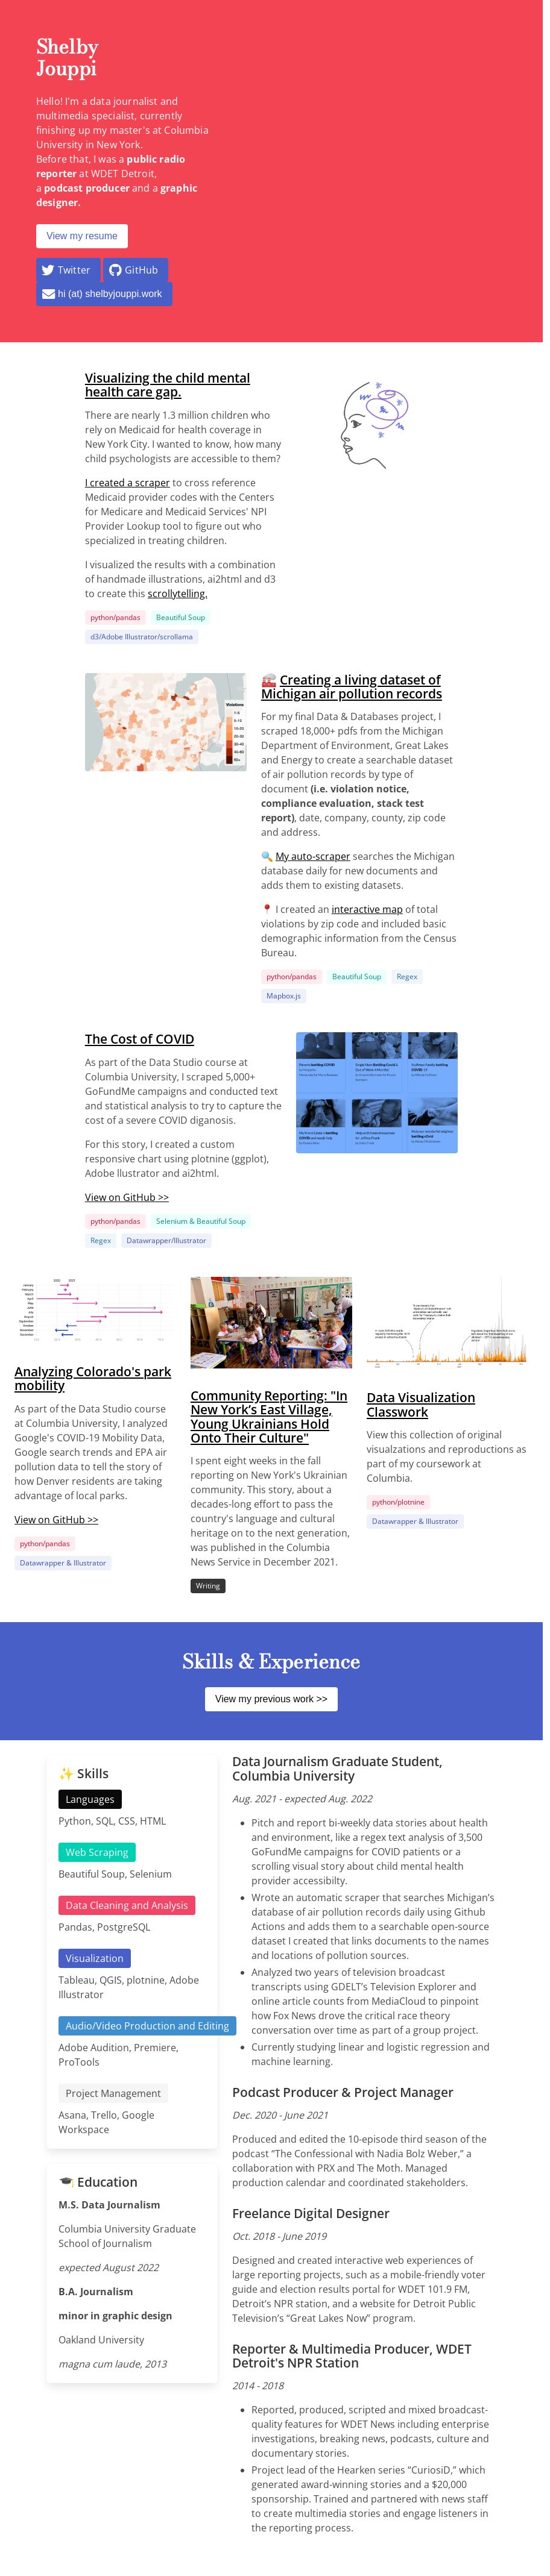 Shelby
Jouppi
Hello! I'm a data journalist and
multimedia specialist, currently
finishing up my master's at Columbia
University in New York.
Before that, I was a public radio
reporter at WDET Detroit,
a podcast producer and a graphic
designer.
View my resume
Twitter
GitHub
hi (at) shelbyjouppi.work
Visualizing the child mental
health care gap.
There are nearly 1.3 million children who
rely on Medicaid for health coverage in
New York City. I wanted to know, how many
child psychologists are accessible to them?
I created a scraper to cross reference
Medicaid provider codes with the Centers
for Medicare and Medicaid Services' NPI
Provider Lookup tool to figure out who
specialized in treating children.
I visualized the results with a combination
of handmade illustrations, ai2html and d3
to create this scrollytelling.
python/pandas
Beautiful Soup
d3/Adobe Illustrator/scrollama
🏭 Creating a living dataset of
Michigan air pollution records
For my final Data & Databases project, I
scraped 18,000+ pdfs from the Michigan
Department of Environment, Great Lakes
and Energy to create a searchable dataset
of air pollution records by type of
document (i.e. violation notice,
compliance evaluation, stack test
report), date, company, county, zip code
and address.
🔍 My auto-scraper searches the Michigan
database daily for new documents and
adds them to existing datasets.
📍 I created an interactive map of total
violations by zip code and included basic
demographic information from the Census
Bureau.
python/pandas
Beautiful Soup
Regex
Mapbox.js
The Cost of COVID
As part of the Data Studio course at
Columbia University, I scraped 5,000+
GoFundMe campaigns and conducted text
and statistical analysis to try to capture the
cost of a severe COVID diganosis.
For this story, I created a custom
responsive chart using plotnine (ggplot),
Adobe llustrator and ai2html.
View on GitHub >>
python/pandas
Selenium & Beautiful Soup
Regex
Datawrapper/Illustrator
Analyzing Colorado's park
mobility
As part of the Data Studio course
at Columbia University, I analyzed
Google's COVID-19 Mobility Data,
Google search trends and EPA air
pollution data to tell the story of
how Denver residents are taking
advantage of local parks.
View on GitHub >>
python/pandas
Datawrapper & Illustrator
Community Reporting: "In
New York's East Village,
Young Ukrainians Hold
Onto Their Culture"
I spent eight weeks in the fall
reporting on New York's Ukrainian
community. This story, about a
decades-long effort to pass the
country's language and cultural
heritage on to the next generation,
was published in the Columbia
News Service in December 2021.
Writing
Data Visualization
Classwork
View this collection of original
visualzations and reproductions as
part of my coursework at
Columbia.
python/plotnine
Datawrapper & Illustrator
Skills & Experience
View my previous work >>
✨ Skills
Languages
Python, SQL, CSS, HTML
Web Scraping
Beautiful Soup, Selenium
Data Cleaning and Analysis
Pandas, PostgreSQL
Visualization
Tableau, QGIS, plotnine, Adobe
Illustrator
Audio/Video Production and Editing
Adobe Audition, Premiere,
ProTools
Project Management
Asana, Trello, Google
Workspace
🎓 Education
M.S. Data Journalism
Columbia University Graduate
School of Journalism
expected August 2022
B.A. Journalism
minor in graphic design
Oakland University
magna cum laude, 2013
Data Journalism Graduate Student,
Columbia University
Aug. 2021 - expected Aug. 2022
• Pitch and report bi-weekly data stories about health
and environment, like a regex text analysis of 3,500
GoFundMe campaigns for COVID patients or a
scrolling visual story about child mental health
provider accessibilty.
• Wrote an automatic scraper that searches Michigan's
database of air pollution records daily using Github
Actions and adds them to a searchable open-source
dataset I created that links documents to the names
and locations of pollution sources.
• Analyzed two years of television broadcast
transcripts using GDELT's Television Explorer and
online article counts from MediaCloud to pinpoint
how Fox News drove the critical race theory
conversation over time as part of a group project.
• Currently studying linear and logistic regression and
machine learning.
Podcast Producer & Project Manager
Dec. 2020 - June 2021
Produced and edited the 10-episode third season of the
podcast “The Confessional with Nadia Bolz Weber,” a
collaboration with PRX and The Moth. Managed
production calendar and coordinated stakeholders.
Freelance Digital Designer
Oct. 2018 - June 2019
Designed and created interactive web experiences of
large reporting projects, such as a mobile-friendly voter
guide and election results portal for WDET 101.9 FM,
Detroit's NPR station, and a website for Detroit Public
Television's “Great Lakes Now” program.
Reporter & Multimedia Producer, WDET
Detroit's NPR Station
2014 - 2018
• Reported, produced, scripted and mixed broadcast-
quality features for WDET News including enterprise
investigations, breaking news, podcasts, culture and
documentary stories.
• Project lead of the Hearken series “CuriosiD,” which
generated award-winning stories and a $20,000
sponsorship. Trained and partnered with news staff
to create multimedia stories and engage listeners in
the reporting process.